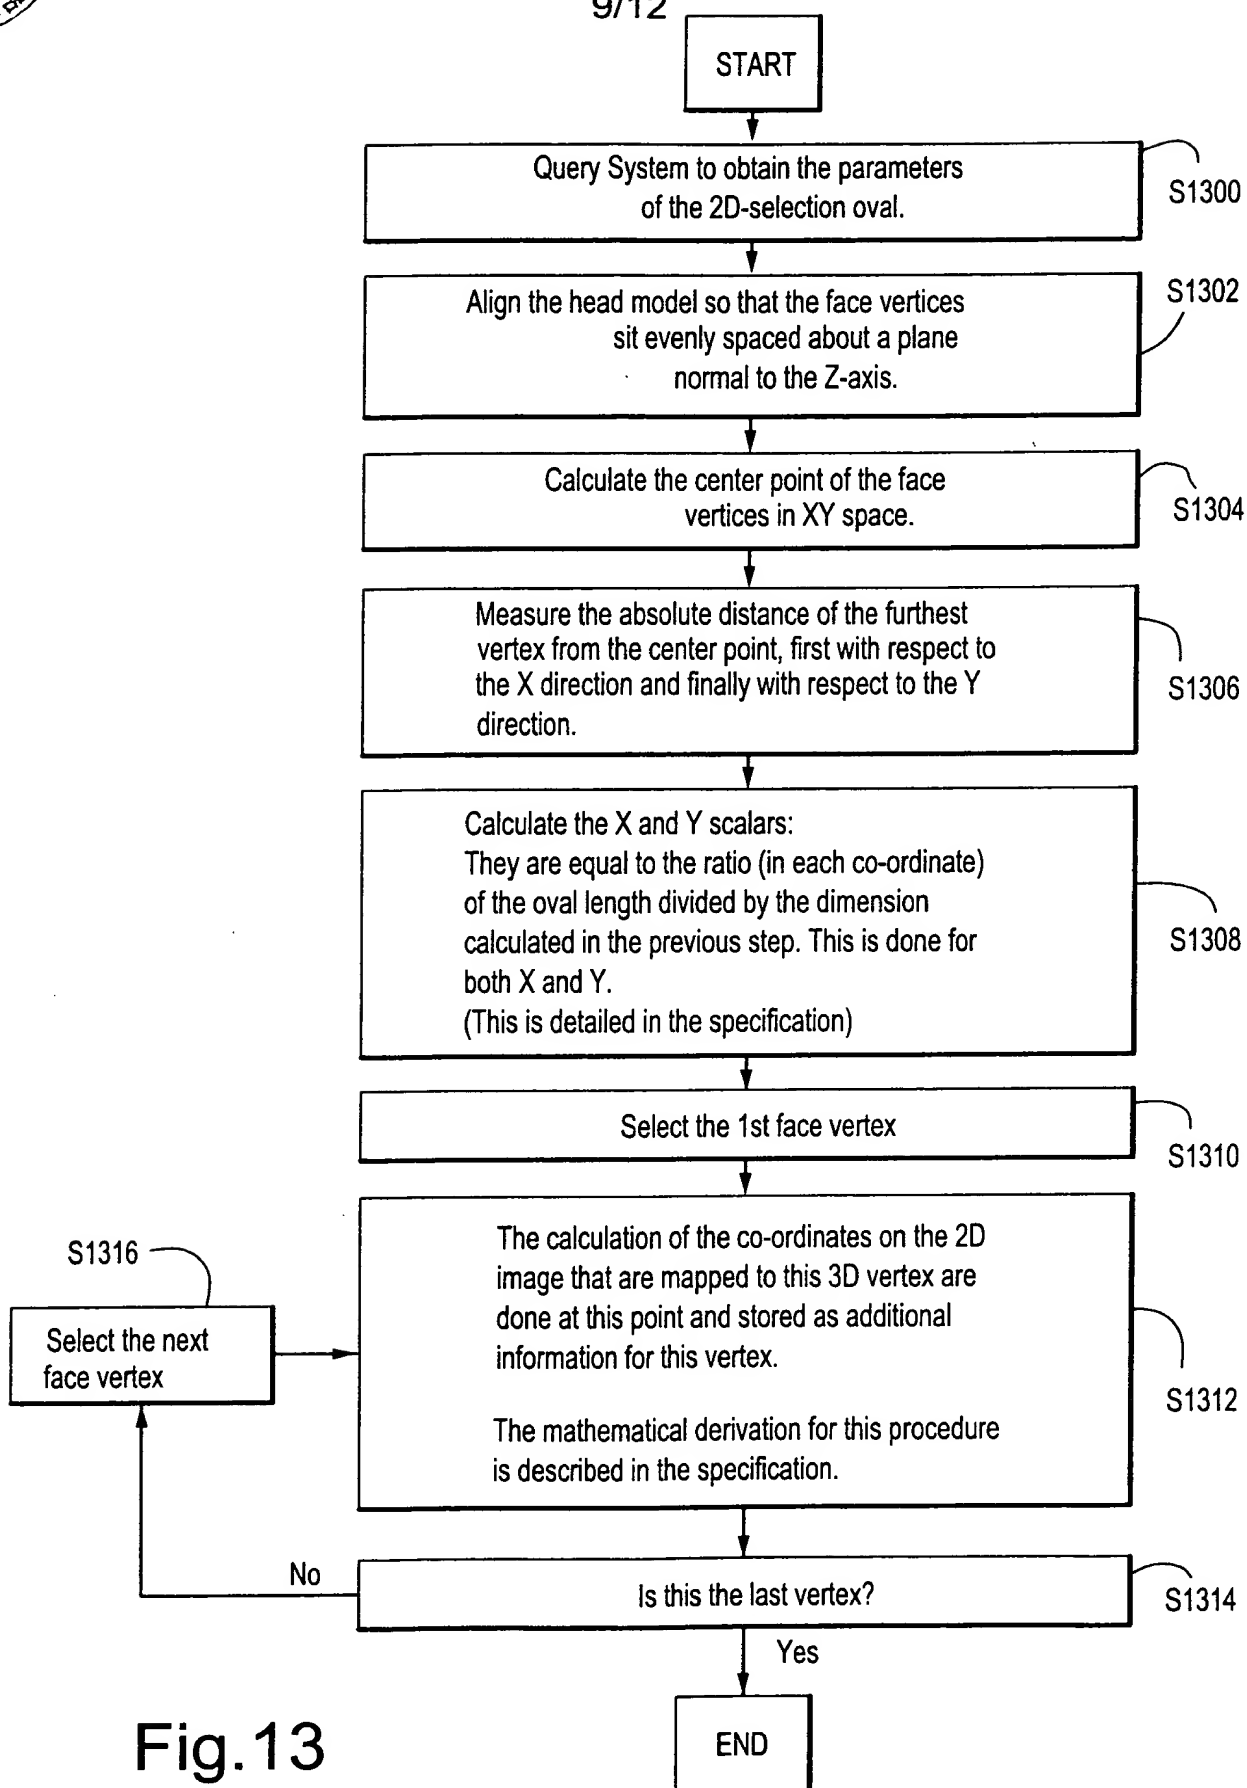 9/12
START
Query System to obtain the parameters
of the 2D-selection oval.
S1300
Align the head model so that the face vertices
sit evenly spaced about a plane
normal to the Z-axis.
S1302
Calculate the center point of the face
vertices in XY space.
S1304
Measure the absolute distance of the furthest
vertex from the center point, first with respect to
the X direction and finally with respect to the Y
direction.
S1306
Calculate the X and Y scalars:
They are equal to the ratio (in each co-ordinate)
of the oval length divided by the dimension
calculated in the previous step. This is done for
both X and Y.
(This is detailed in the specification)
S1308
Select the 1st face vertex
S1310
S1316
Select the next
face vertex
The calculation of the co-ordinates on the 2D
image that are mapped to this 3D vertex are
done at this point and stored as additional
information for this vertex.
The mathematical derivation for this procedure
is described in the specification.
S1312
No
Is this the last vertex?
S1314
Yes
END
Fig.13